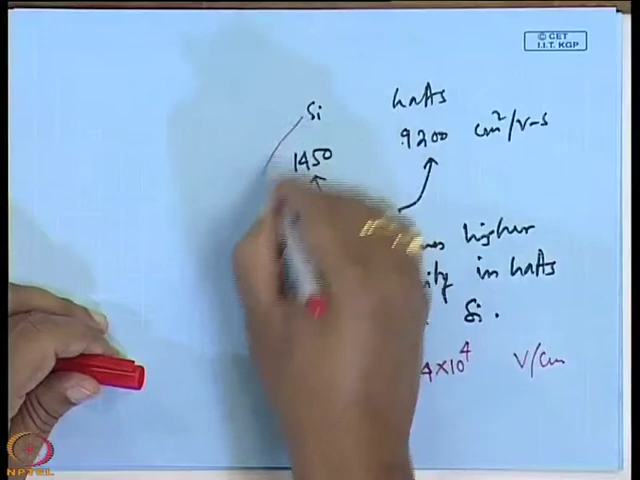 © CET
I.I.T. KGP
Si GaAs
1450 9200 cm²/V-S
higher
in GaAs
Si.
4×10⁴ V/Cm
NPTEL